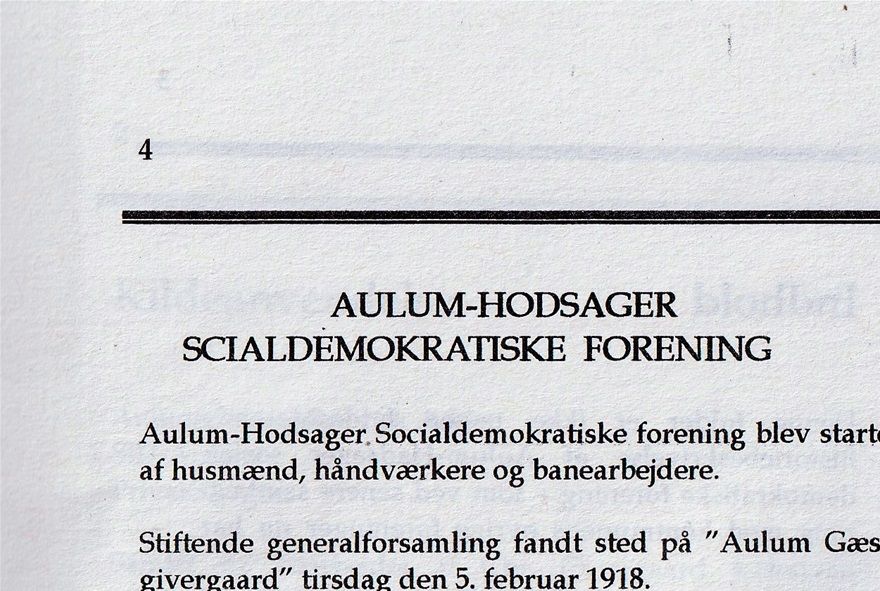 4
AULUM-HODSAGER
SCIALDEMOKRATISKE FORENING
Aulum-Hodsager Socialdemokratiske forening blev starte
af husmænd, håndværkere og banearbejdere.
Stiftende generalforsamling fandt sted på "Aulum Gæs
givergaard" tirsdag den 5. februar 1918.